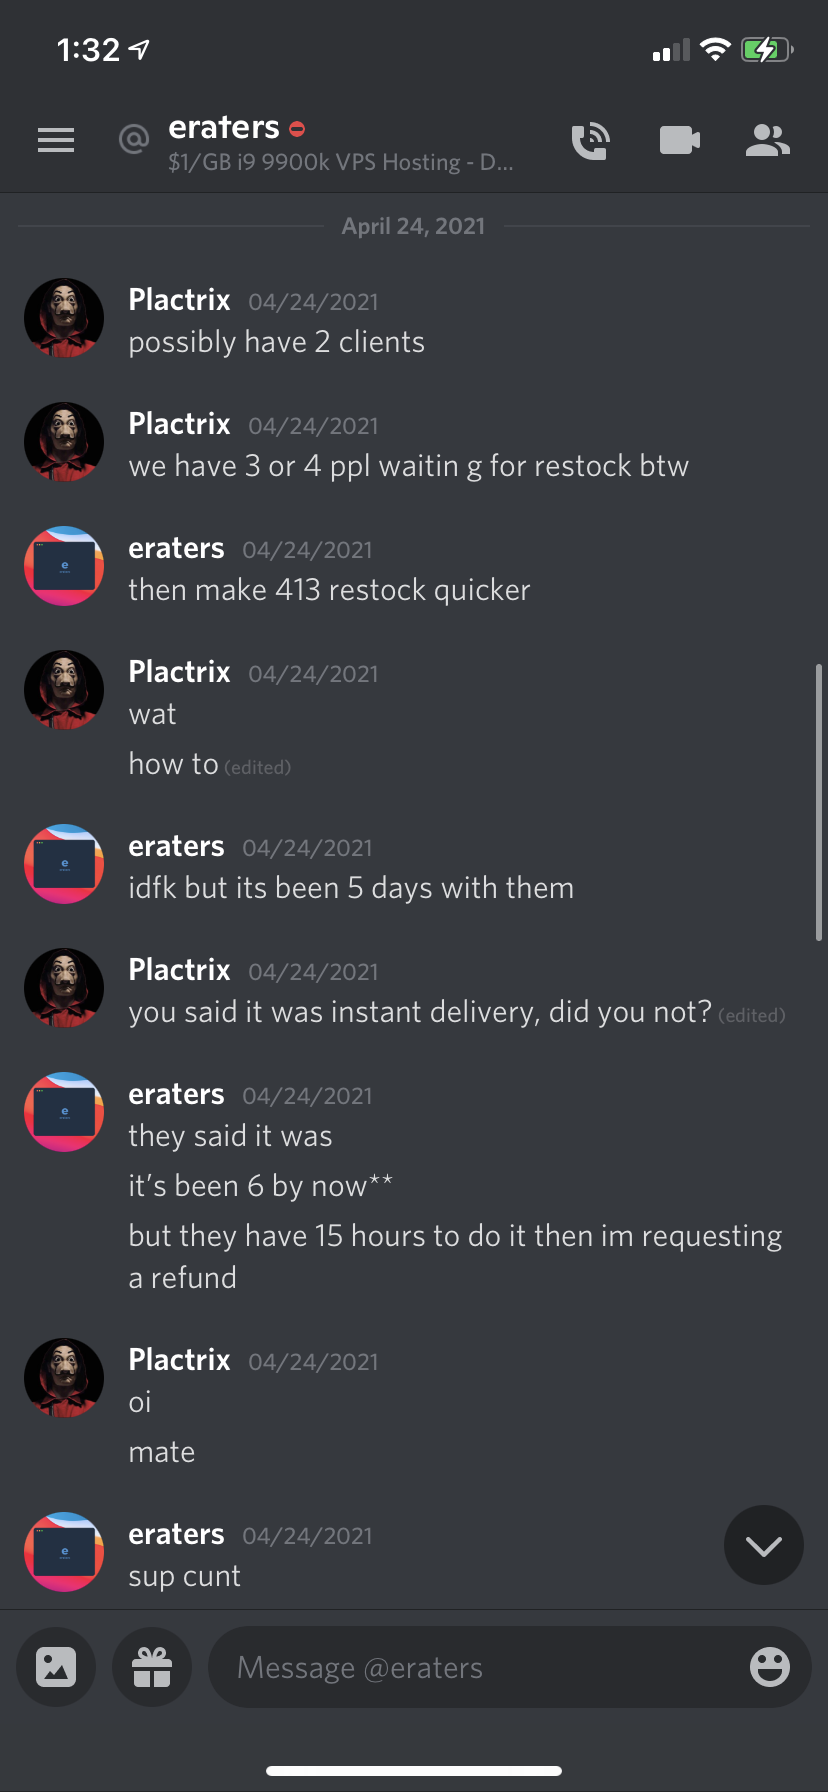 1:32
eraters
$1/GB i9 9900k VPS Hosting - D...
April 24, 2021
Plactrix 04/24/2021
possibly have 2 clients
Plactrix 04/24/2021
we have 3 or 4 ppl waitin g for restock btw
eraters 04/24/2021
then make 413 restock quicker
Plactrix 04/24/2021
wat
how to (edited)
eraters 04/24/2021
idfk but its been 5 days with them
Plactrix 04/24/2021
you said it was instant delivery, did you not? (edited)
eraters 04/24/2021
they said it was
it's been 6 by now**
but they have 15 hours to do it then im requesting
a refund
Plactrix 04/24/2021
oi
mate
eraters 04/24/2021
sup cunt
Message @eraters